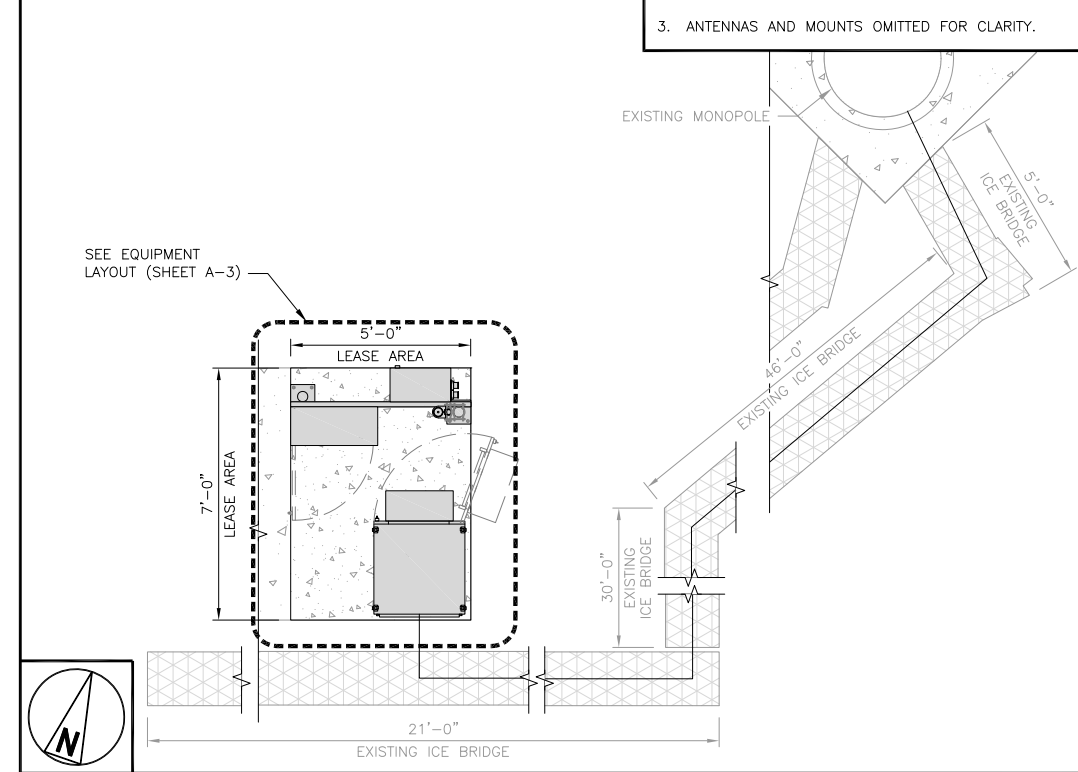 3. ANTENNAS AND MOUNTS OMITTED FOR CLARITY.
EXISTING MONOPOLE
5'-0"
EXISTING
ICE BRIDGE
SEE EQUIPMENT
LAYOUT (SHEET A-3)
5'-0"
LEASE AREA
46'-0"
EXISTING ICE BRIDGE
7'-0"
LEASE AREA
30'-0"
EXISTING
ICE BRIDGE
N
21'-0"
EXISTING ICE BRIDGE